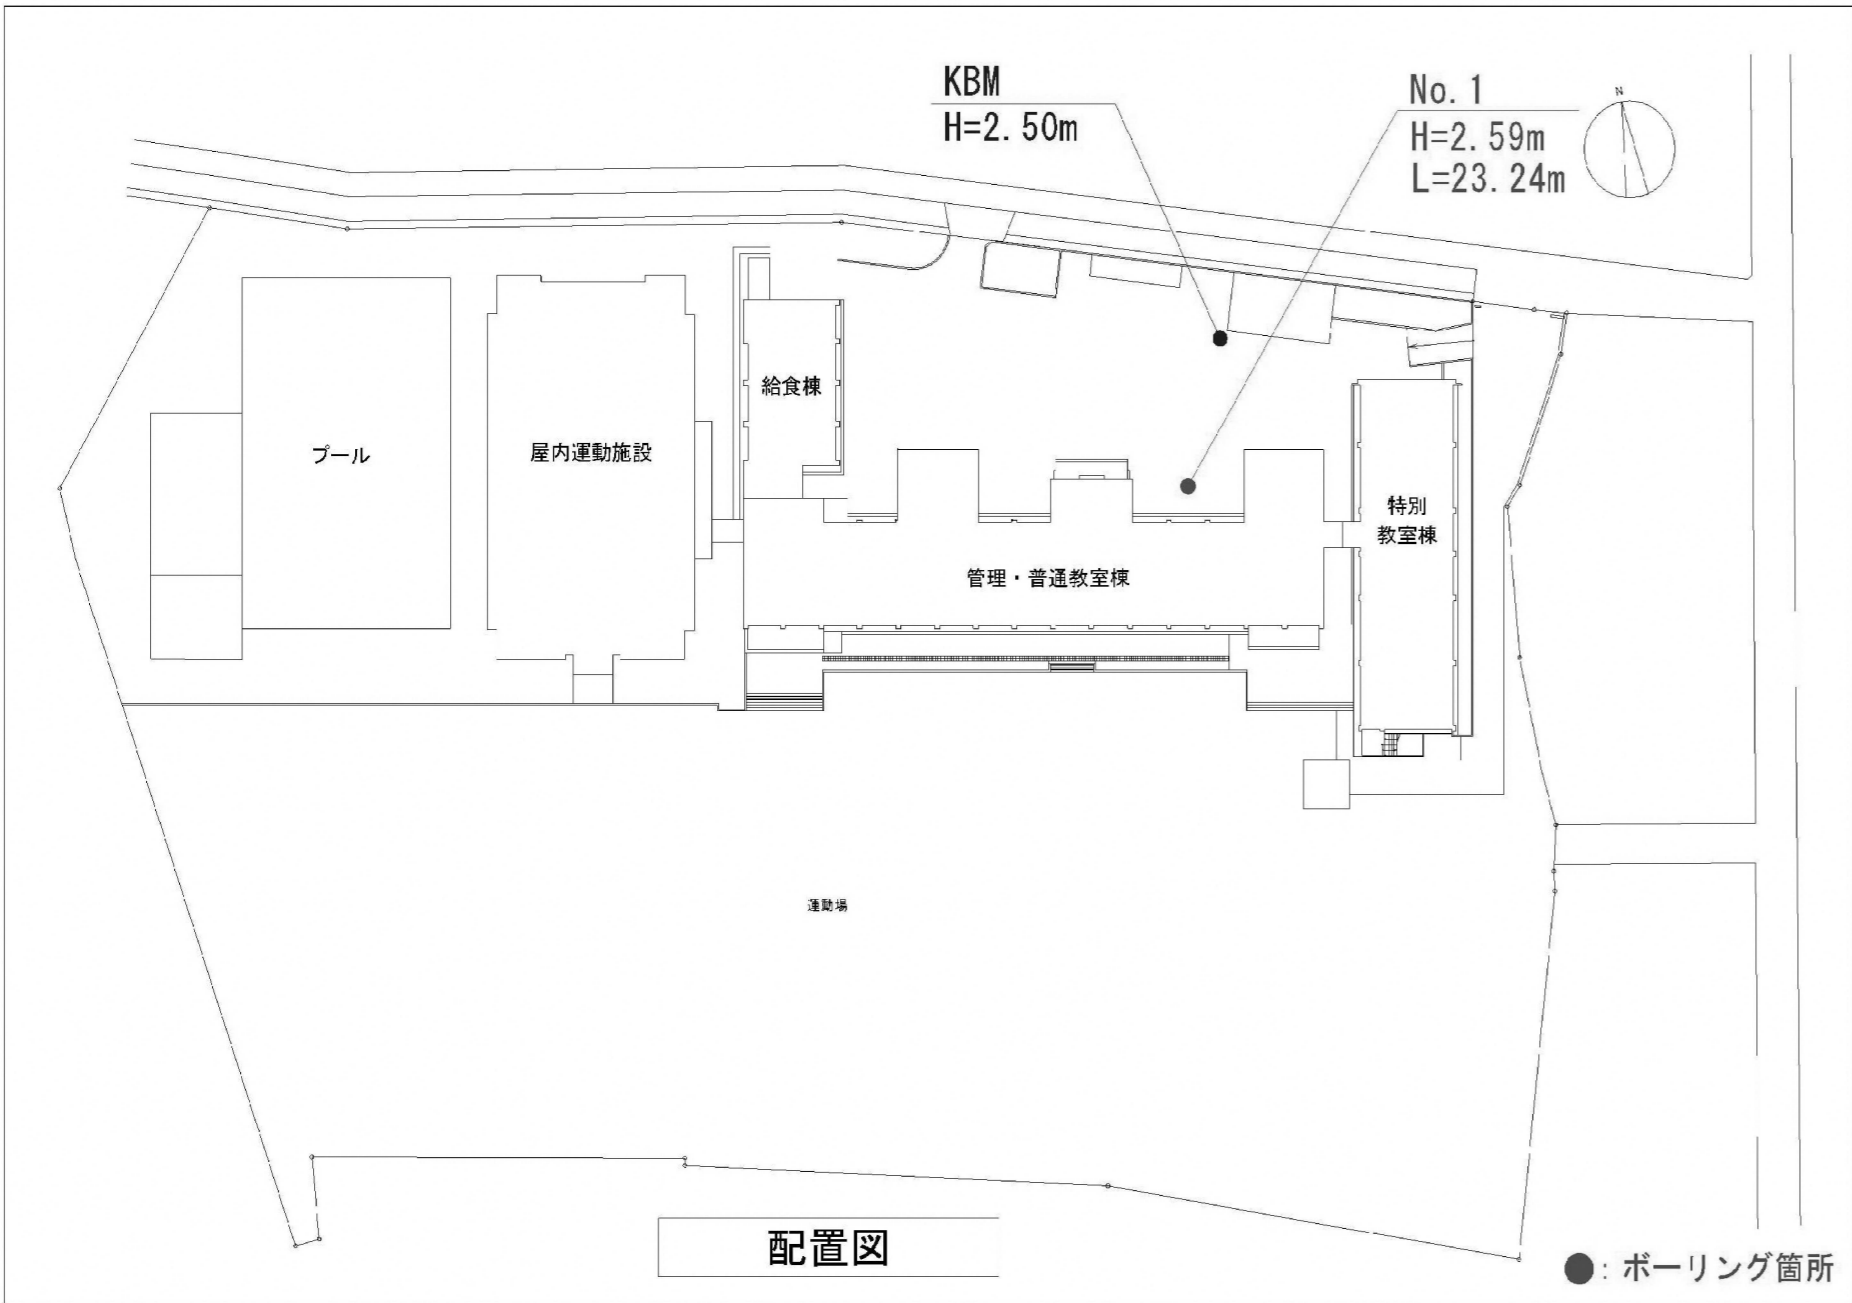 KBM
H=2.50m
No.1
H=2.59m
L=23.24m
N
給食棟
プール
屋内運動施設
特別
教室棟
管理・普通教室棟
運動場
配置図
●：ボーリング箇所